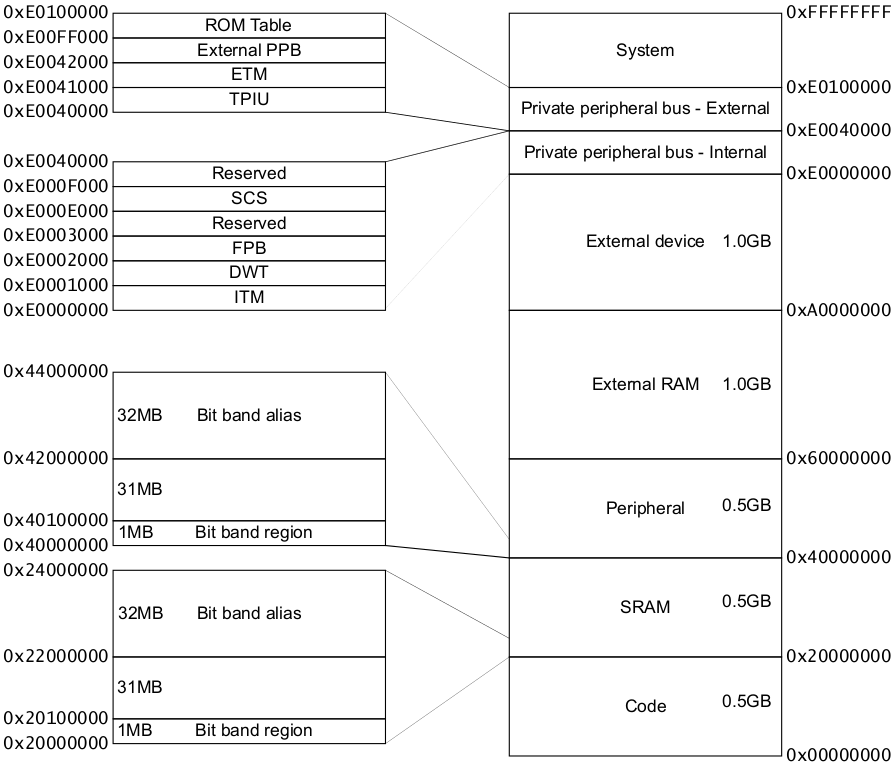 0xE0100000
ROM Table
0xE00FF000
External PPB
0xE0042000
ETM
0xE0041000
TPIU
0xE0040000
0xE0040000
Reserved
0xE000F000
SCS
0xE000E000
Reserved
0xE0003000
FPB
0xE0002000
DWT
0xE0001000
ITM
0xE0000000
0x44000000
32MB Bit band alias
0x42000000
31MB
0x40100000
1MB Bit band region
0x40000000
0x24000000
32MB Bit band alias
0x22000000
31MB
0x20100000
1MB Bit band region
0x20000000
0xFFFFFFFF
System
0xE0100000
Private peripheral bus - External
0xE0040000
Private peripheral bus - Internal
0xE0000000
External device 1.0GB
0xA0000000
External RAM 1.0GB
0x60000000
Peripheral 0.5GB
0x40000000
SRAM 0.5GB
0x20000000
Code 0.5GB
0x00000000